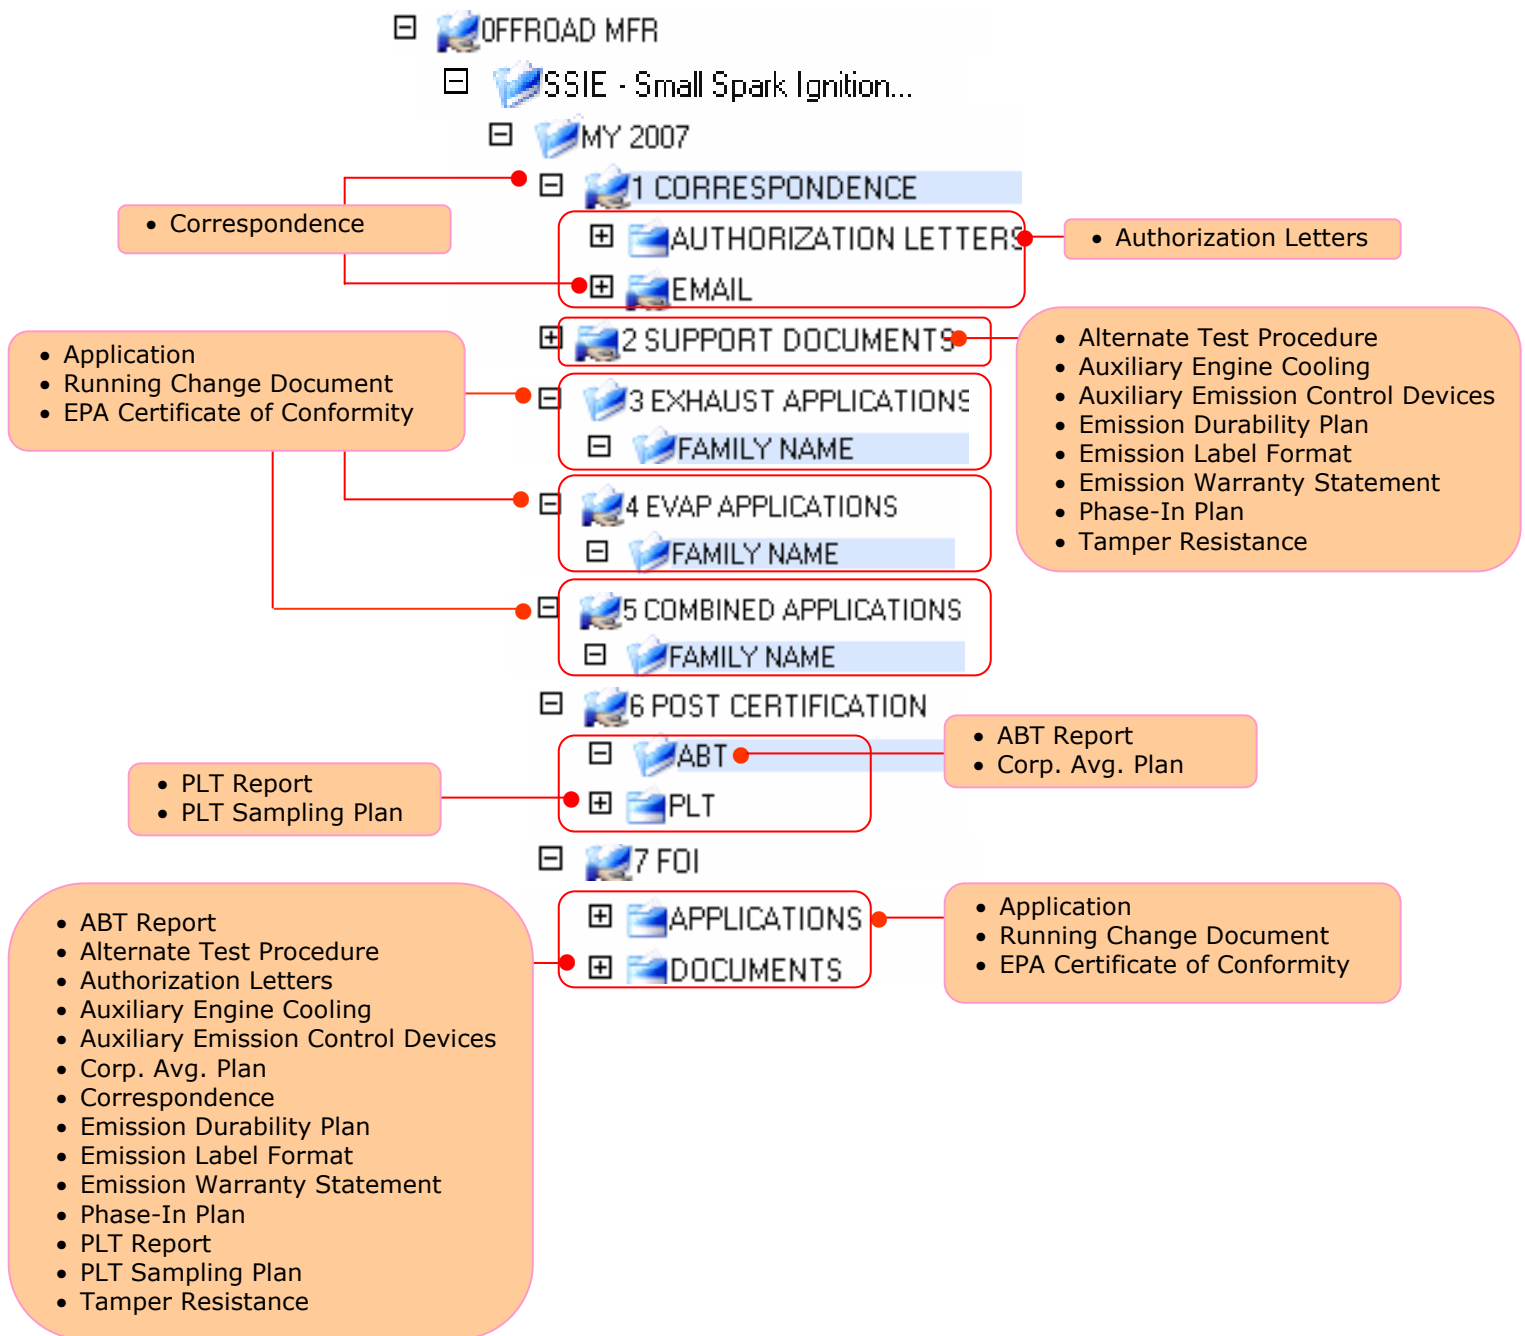 0FFROAD MFR
SSIE - Small Spark Ignition...
MY 2007
1 CORRESPONDENCE
• Correspondence
AUTHORIZATION LETTERS
• Authorization Letters
EMAIL
2 SUPPORT DOCUMENTS
• Alternate Test Procedure
• Auxiliary Engine Cooling
• Auxiliary Emission Control Devices
• Emission Durability Plan
• Emission Label Format
• Emission Warranty Statement
• Phase-In Plan
• Tamper Resistance
• Application
• Running Change Document
• EPA Certificate of Conformity
3 EXHAUST APPLICATIONS
FAMILY NAME
4 EVAP APPLICATIONS
FAMILY NAME
5 COMBINED APPLICATIONS
FAMILY NAME
6 POST CERTIFICATION
ABT
• ABT Report
• Corp. Avg. Plan
• PLT Report
• PLT Sampling Plan
PLT
7 FOI
APPLICATIONS
DOCUMENTS
• Application
• Running Change Document
• EPA Certificate of Conformity
• ABT Report
• Alternate Test Procedure
• Authorization Letters
• Auxiliary Engine Cooling
• Auxiliary Emission Control Devices
• Corp. Avg. Plan
• Correspondence
• Emission Durability Plan
• Emission Label Format
• Emission Warranty Statement
• Phase-In Plan
• PLT Report
• PLT Sampling Plan
• Tamper Resistance